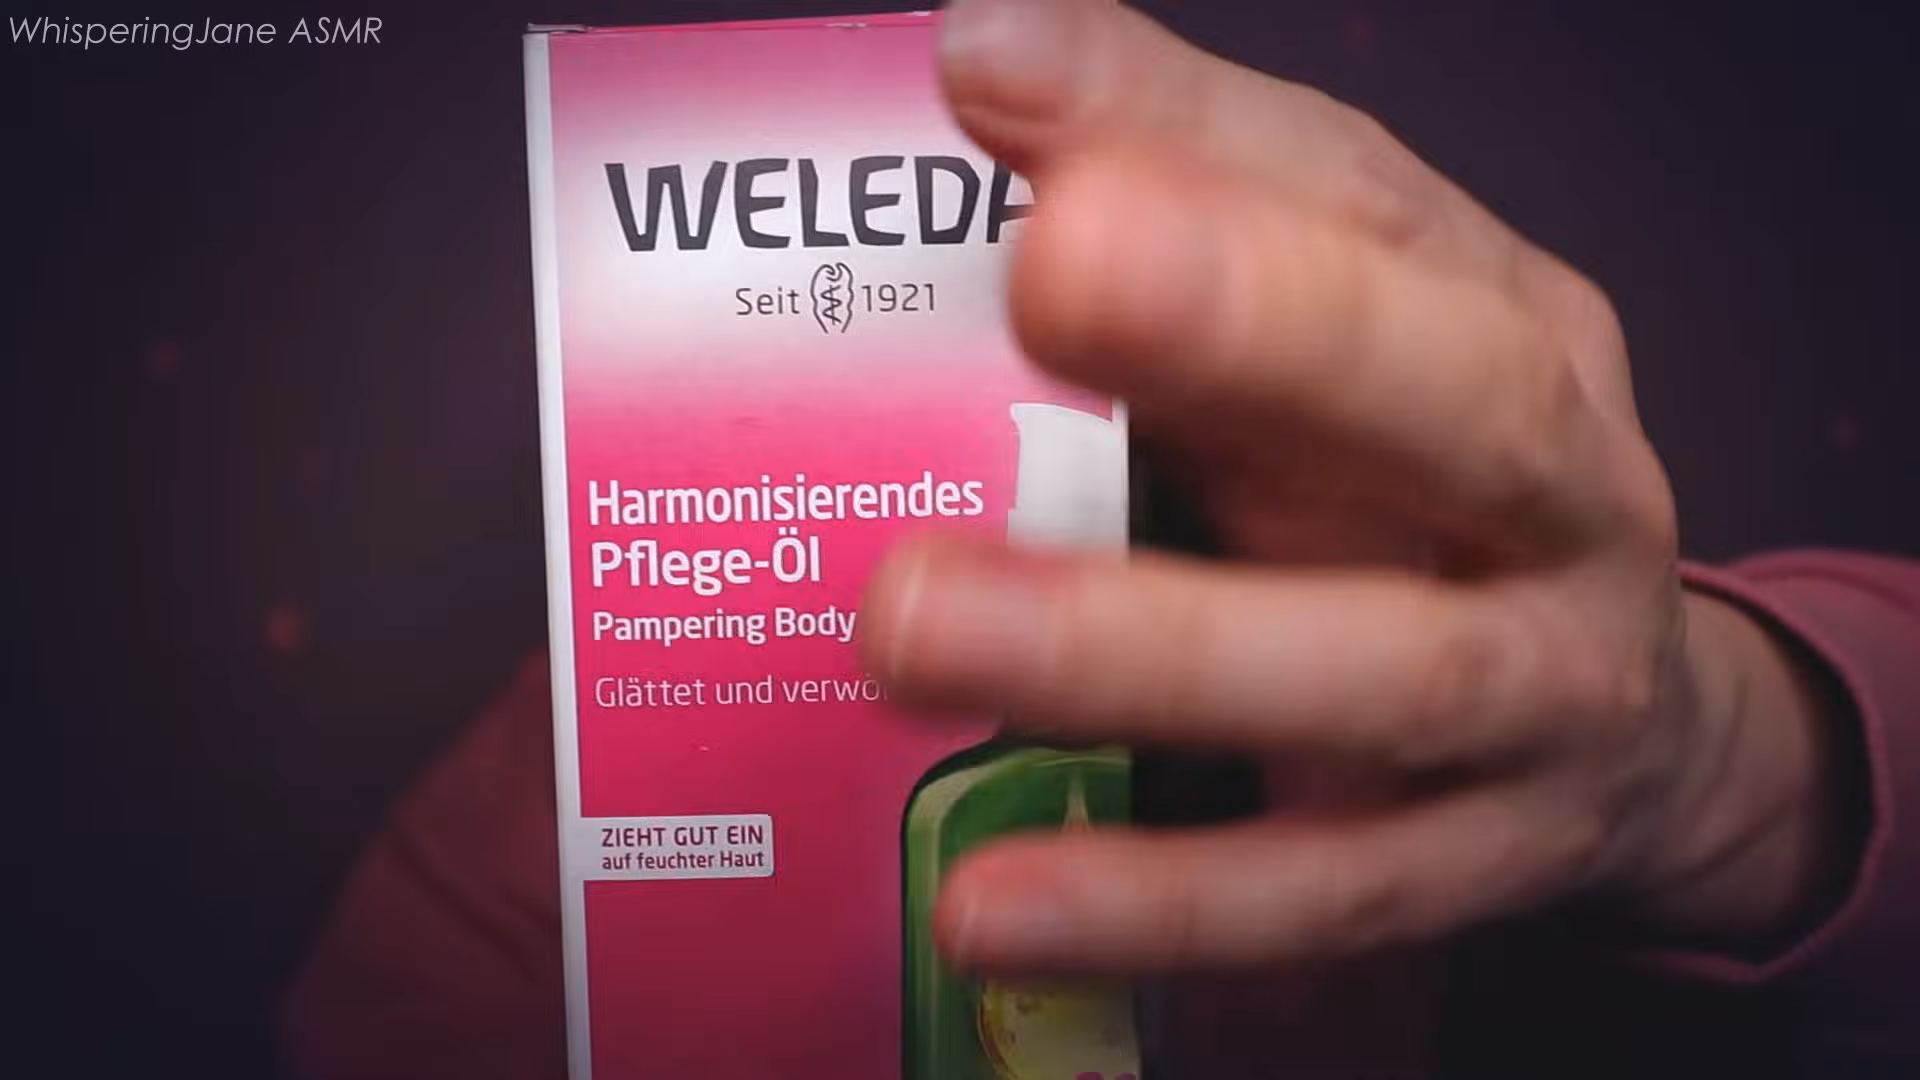 WhisperingJane ASMR
WELEDA
Seit 1921
Harmonisierendes
Pflege-Öl
Pampering Body
Glättet und
ZIEHT GUT EIN
auf feuchter Haut